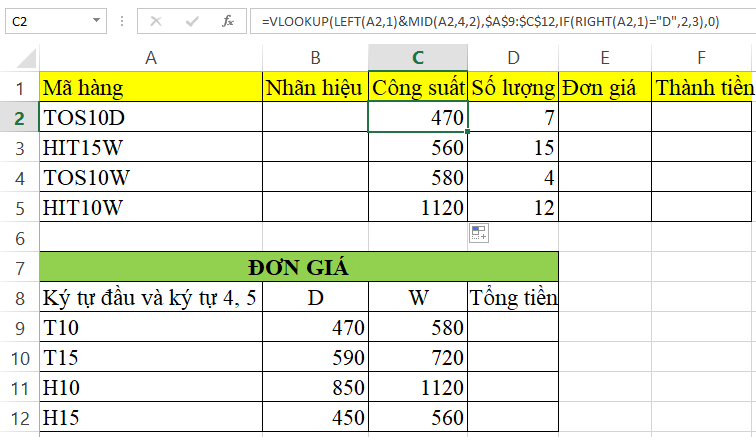 C2 =VLOOKUP(LEFT(A2,1)&MID(A2,4,2),$A$9:$C$12,IF(RIGHT(A2,1)="D",2,3),0)
A B C D E F
1 Mã hàng Nhãn hiệu Công suất Số lượng Đơn giá Thành tiền
2 TOS10D 470 7
3 HIT15W 560 15
4 TOS10W 580 4
5 HIT10W 1120 12
6
7 ĐƠN GIÁ
8 Ký tự đầu và ký tự 4, 5 D W Tổng tiền
9 T10 470 580
10 T15 590 720
11 H10 850 1120
12 H15 450 560